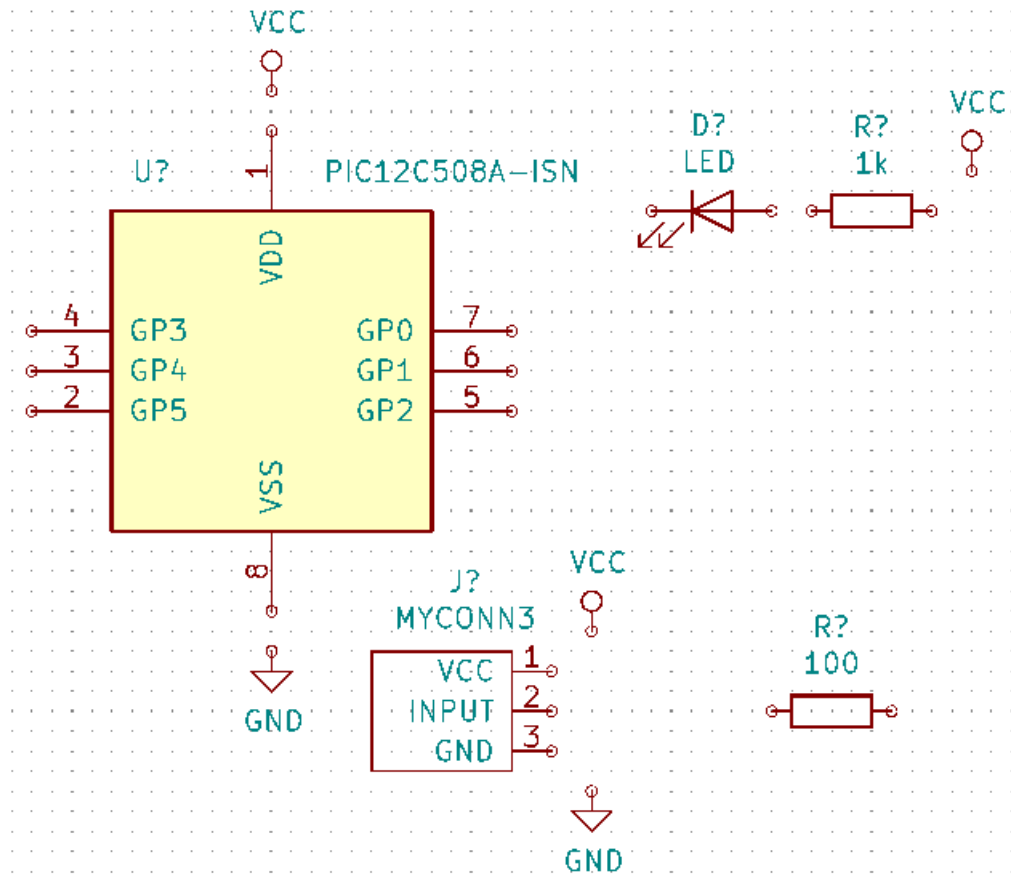 VCC
VCC
D?
R?
LED
1k
U?
1
PIC12C508A-ISN
VDD
4
GP3
GP0
7
3
GP4
GP1
6
2
GP5
GP2
5
VSS
8
VCC
J?
MYCONN3
R?
100
VCC
1
INPUT
2
GND
3
GND
GND